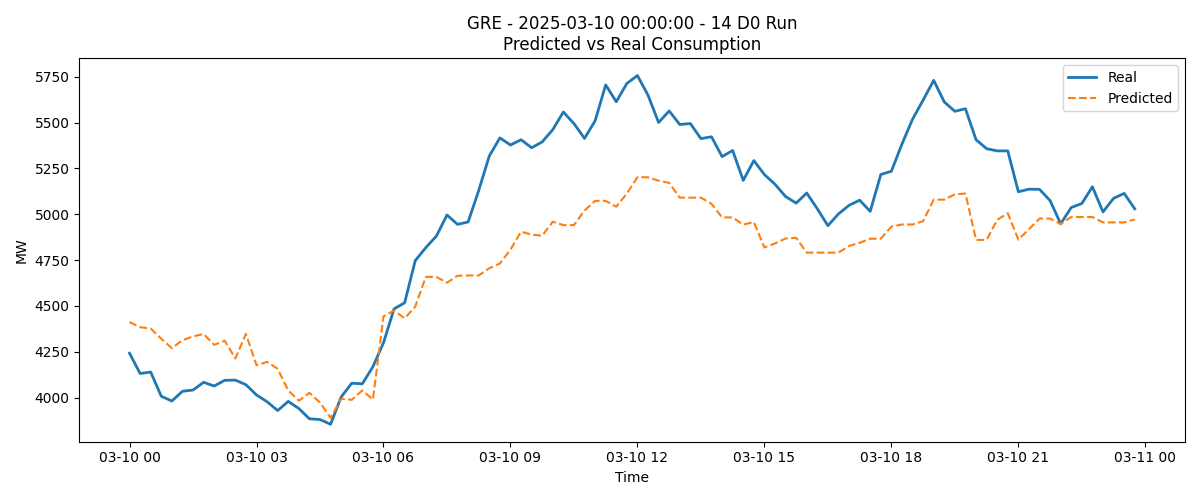 GRE - 2025-03-10 00:00:00 - 14 D0 Run
Predicted vs Real Consumption
Real
Predicted
MW
5750
5500
5250
5000
4750
4500
4250
4000
03-10 00
03-10 03
03-10 06
03-10 09
03-10 12
03-10 15
03-10 18
03-10 21
03-11 00
Time